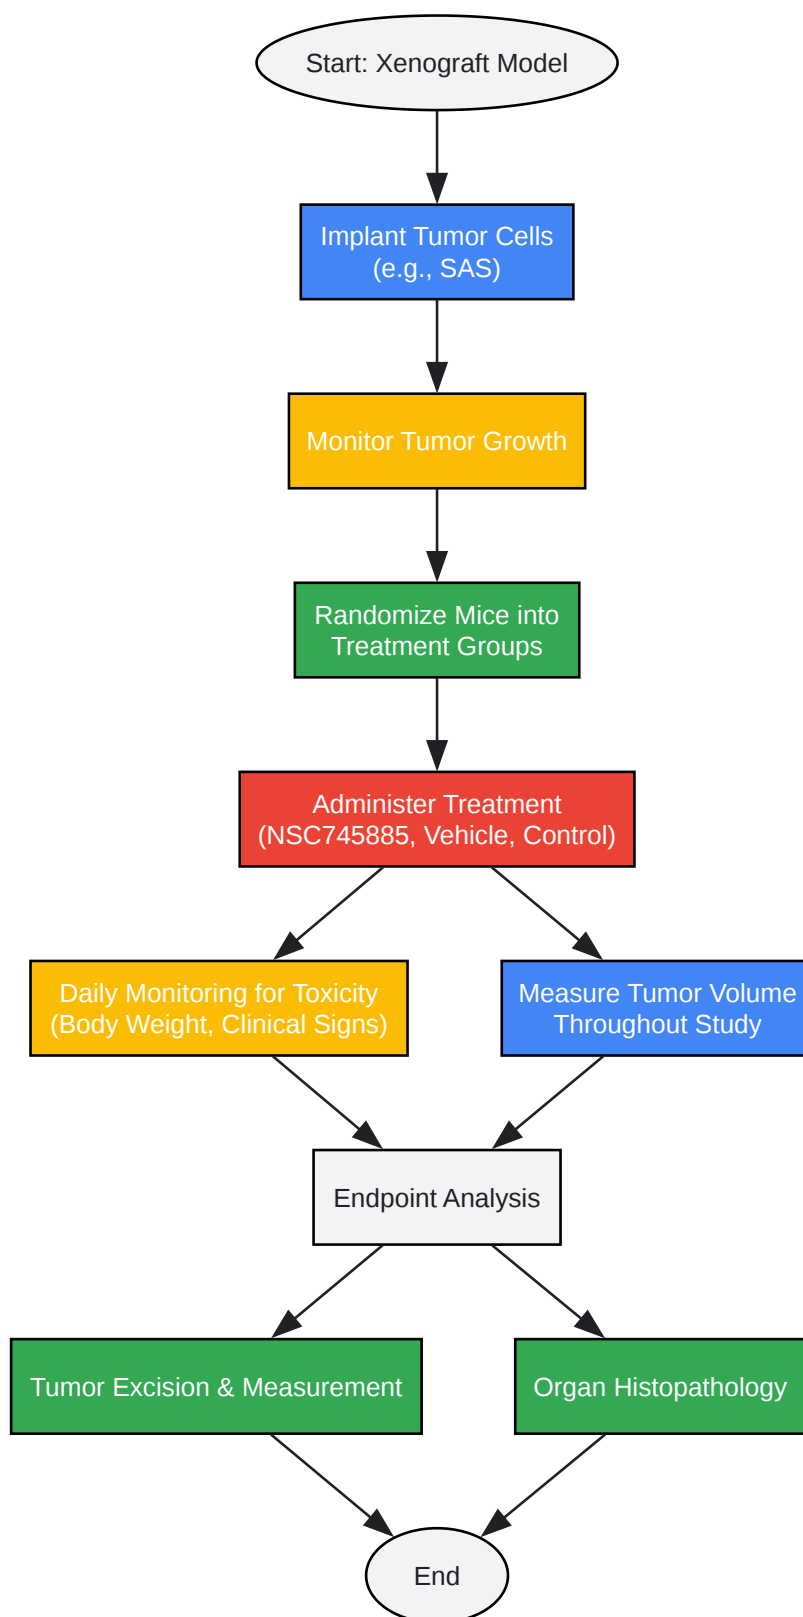 Start: Xenograft Model
Implant Tumor Cells
(e.g., SAS)
Monitor Tumor Growth
Randomize Mice into
Treatment Groups
Administer Treatment
(NSC745885, Vehicle, Control)
Daily Monitoring for Toxicity
(Body Weight, Clinical Signs)
Measure Tumor Volume
Throughout Study
Endpoint Analysis
Tumor Excision & Measurement
Organ Histopathology
End